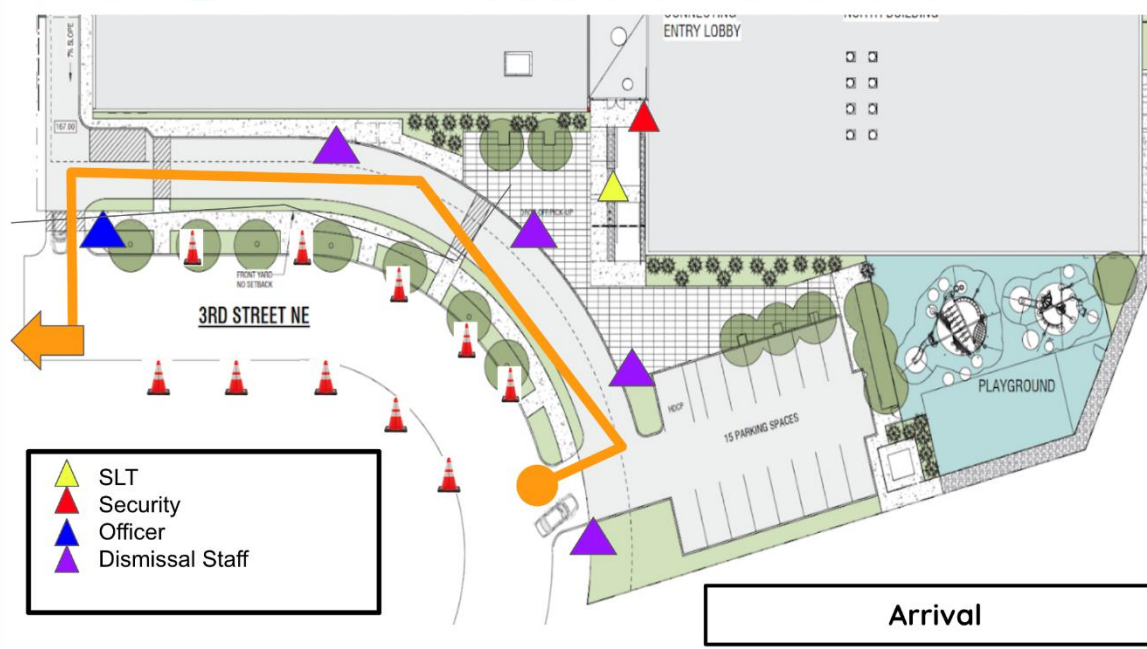 ENTRY LOBBY
NORTH BUILDING
7% SLOPE
167.00
FRONT YARD
NO SETBACK
3RD STREET NE
HDCP
15 PARKING SPACES
PLAYGROUND
SLT
Security
Officer
Dismissal Staff
Arrival